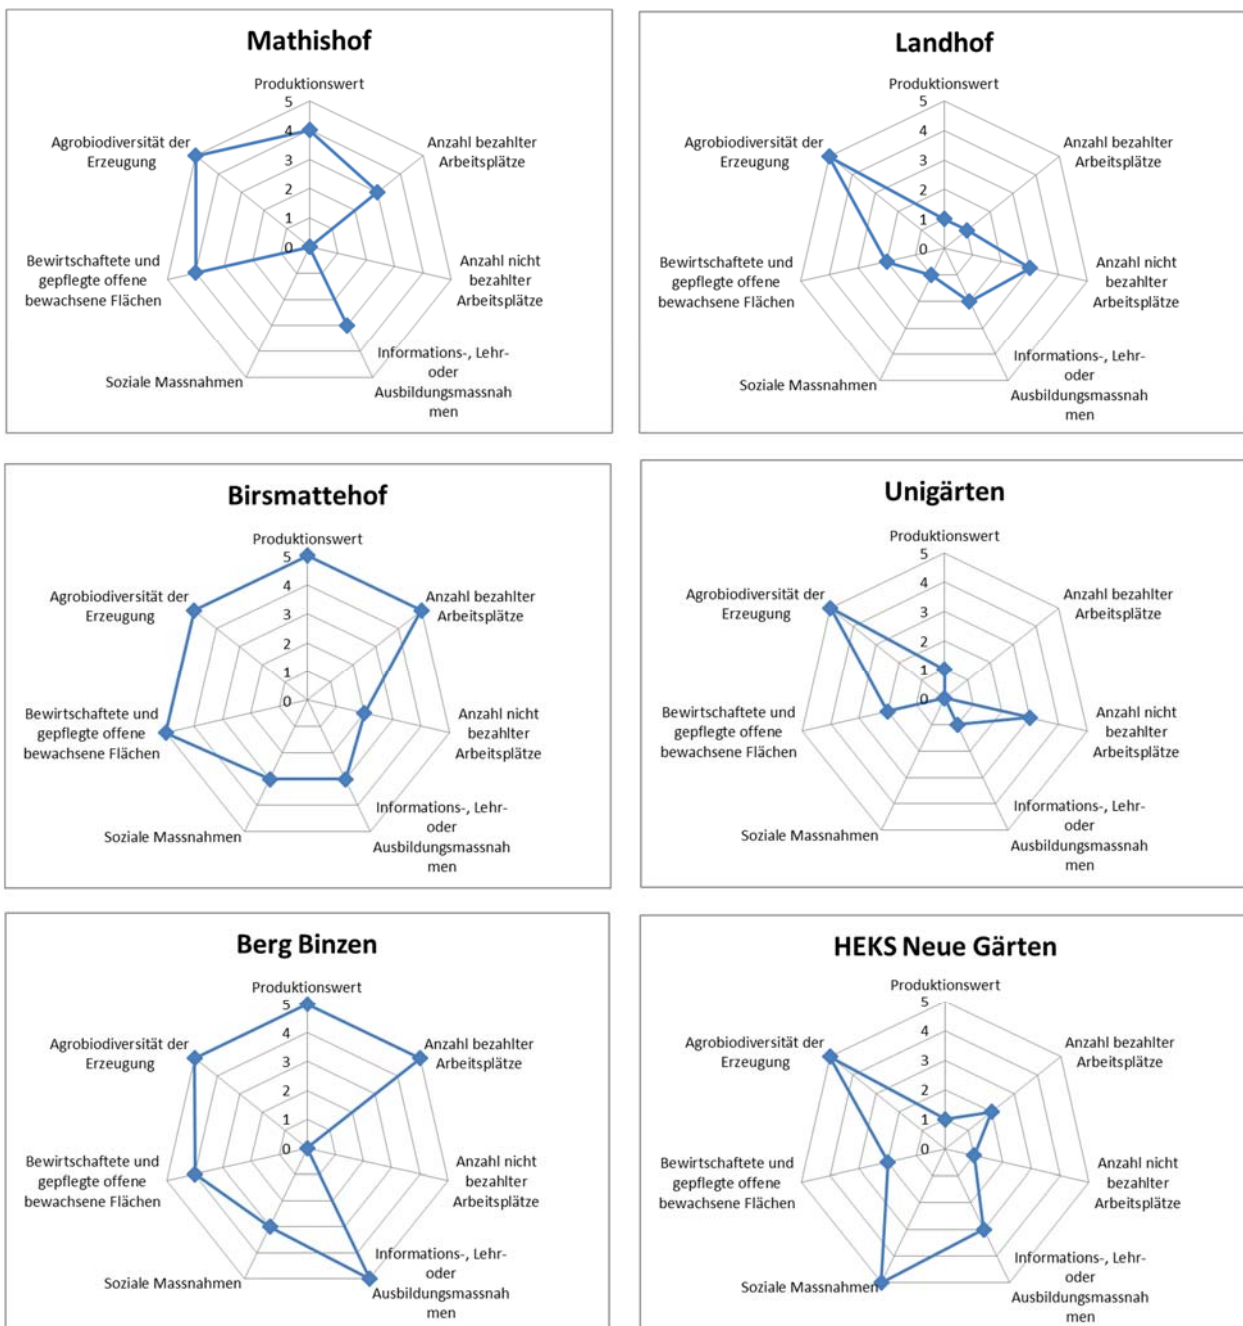 Mathishof
Produktionswert
5
4
3
2
1
0
Anzahl bezahlter
Arbeitsplätze
Anzahl nicht
bezahlter
Arbeitsplätze
Informations-, Lehr-
oder
Ausbildungsmassnah
men
Soziale Massnahmen
Bewirtschaftete und
gepflegte offene
bewachsene Flächen
Agrobiodiversität der
Erzeugung
Landhof
Produktionswert
5
4
3
2
1
0
Anzahl bezahlter
Arbeitsplätze
Anzahl nicht
bezahlter
Arbeitsplätze
Informations-, Lehr-
oder
Ausbildungsmassnah
men
Soziale Massnahmen
Bewirtschaftete und
gepflegte offene
bewachsene Flächen
Agrobiodiversität der
Erzeugung
Birsmattehof
Produktionswert
5
4
3
2
1
0
Anzahl bezahlter
Arbeitsplätze
Anzahl nicht
bezahlter
Arbeitsplätze
Informations-, Lehr-
oder
Ausbildungsmassnah
men
Soziale Massnahmen
Bewirtschaftete und
gepflegte offene
bewachsene Flächen
Agrobiodiversität der
Erzeugung
Unigärten
Produktionswert
5
4
3
2
1
0
Anzahl bezahlter
Arbeitsplätze
Anzahl nicht
bezahlter
Arbeitsplätze
Informations-, Lehr-
oder
Ausbildungsmassnah
men
Soziale Massnahmen
Bewirtschaftete und
gepflegte offene
bewachsene Flächen
Agrobiodiversität der
Erzeugung
Berg Binzen
Produktionswert
5
4
3
2
1
0
Anzahl bezahlter
Arbeitsplätze
Anzahl nicht
bezahlter
Arbeitsplätze
Informations-, Lehr-
oder
Ausbildungsmassnah
men
Soziale Massnahmen
Bewirtschaftete und
gepflegte offene
bewachsene Flächen
Agrobiodiversität der
Erzeugung
HEKS Neue Gärten
Produktionswert
5
4
3
2
1
0
Anzahl bezahlter
Arbeitsplätze
Anzahl nicht
bezahlter
Arbeitsplätze
Informations-, Lehr-
oder
Ausbildungsmassnah
men
Soziale Massnahmen
Bewirtschaftete und
gepflegte offene
bewachsene Flächen
Agrobiodiversität der
Erzeugung